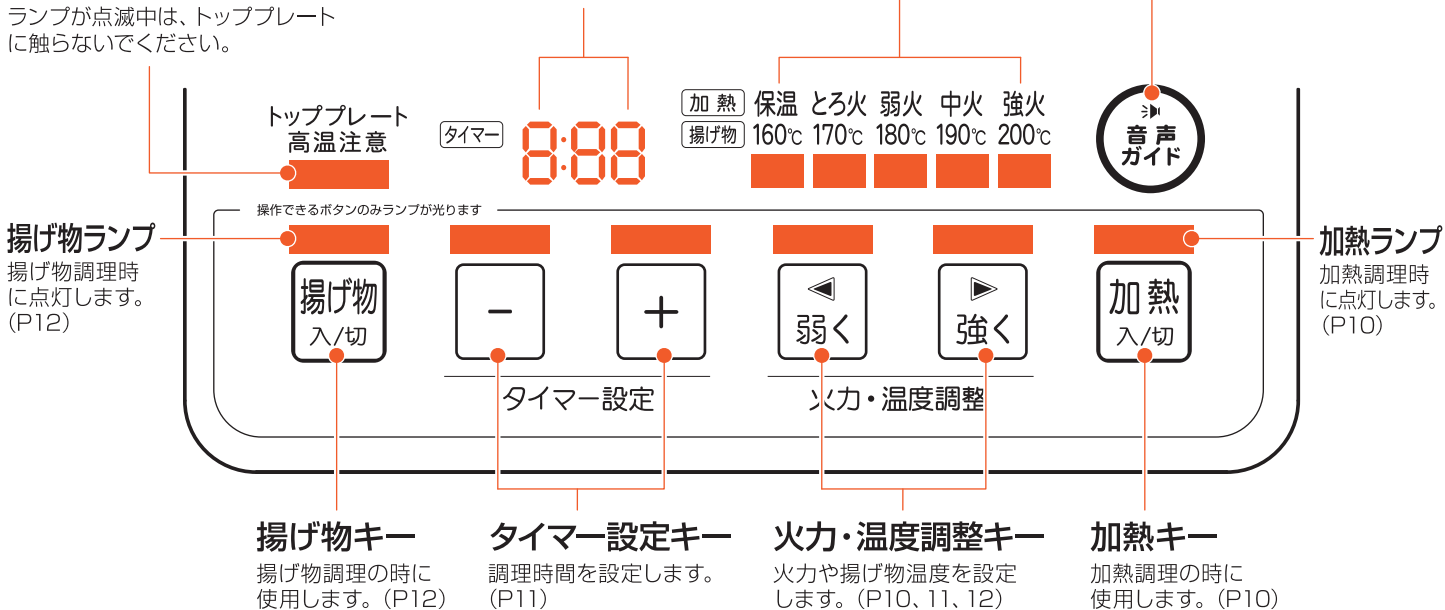 ランプが点滅中は、トッププレート
に触らないでください。
トッププレート
高温注意
タイマー
8:88
加熱 保温 とろ火 弱火 中火 強火
揚げ物 160℃ 170℃ 180℃ 190℃ 200℃
音声
ガイド
操作できるボタンのみランプが光ります
揚げ物ランプ
揚げ物調理時
に点灯します。
(P12)
加熱ランプ
加熱調理時
に点灯します。
(P10)
揚げ物
入/切
−
+
◀
弱く
▶
強く
加熱
入/切
タイマー設定
火力・温度調整
揚げ物キー
揚げ物調理の時に
使用します。(P12)
タイマー設定キー
調理時間を設定します。
(P11)
火力・温度調整キー
火力や揚げ物温度を設定
します。(P10、11、12)
加熱キー
加熱調理の時に
使用します。(P10)